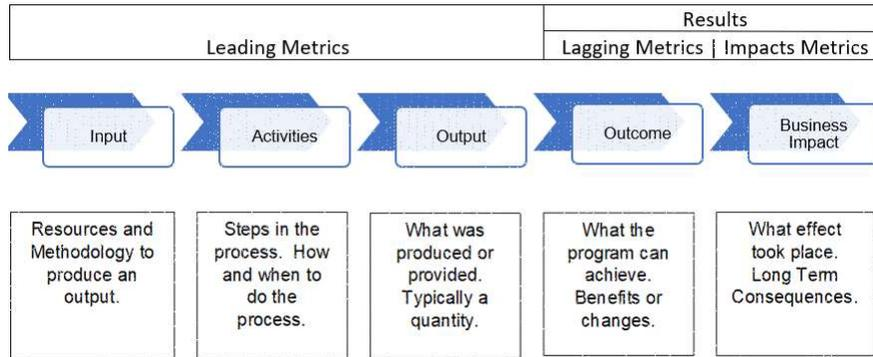 Results
Leading Metrics
Lagging Metrics | Impacts Metrics
Input
Activities
Output
Outcome
Business
Impact
Resources and
Methodology to
produce an
output.
Steps in the
process. How
and when to
do the
process.
What was
produced or
provided.
Typically a
quantity.
What the
program can
achieve.
Benefits or
changes.
What effect
took place.
Long Term
Consequences.